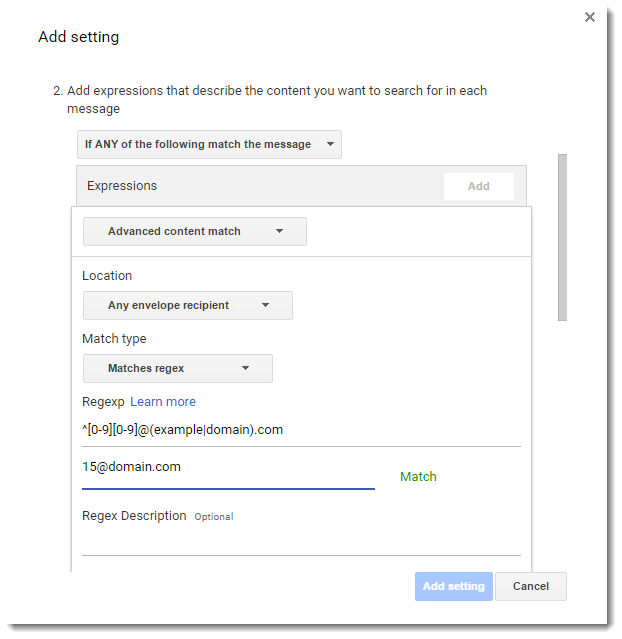 Add setting
2. Add expressions that describe the content you want to search for in each
message
If ANY of the following match the message
Expressions
Add
Advanced content match
Location
Any envelope recipient
Match type
Matches regex
Regexp Learn more
^[0-9][0-9]@(example|domain).com
15@domain.com
Match
Regex Description Optional
Add setting
Cancel